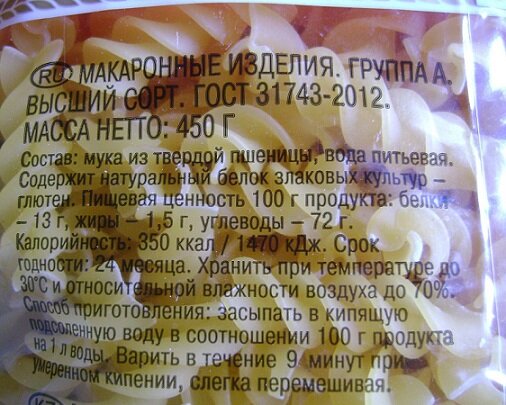 RU МАКАРОННЫЕ ИЗДЕЛИЯ. ГРУППА А.
ВЫСШИЙ СОРТ. ГОСТ 31743-2012.
МАССА НЕТТО: 450 Г
Состав: мука из твердой пшеницы, вода питьевая.
Содержит натуральный белок злаковых культур –
глютен. Пищевая ценность 100 г продукта: белки
– 13 г, жиры – 1,5 г, углеводы – 72 г.
Калорийность: 350 ккал / 1470 кДж. Срок
годности: 24 месяца. Хранить при температуре до
30°С и относительной влажности воздуха до 70%.
Способ приготовления: засыпать в кипящую
подсоленную воду в соотношении 100 г продукта
на 1 л воды. Варить в течение 9 минут при
умеренном кипении, слегка перемешивая.